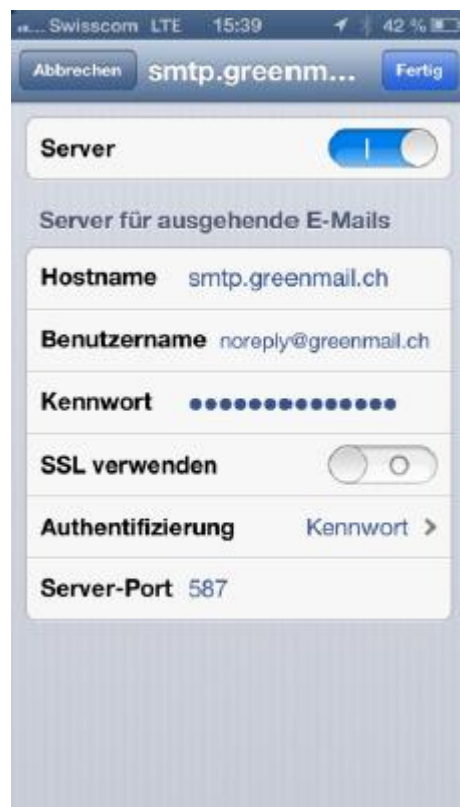 ... Swisscom LTE 15:39 42 %
Abbrechen smtp.greenm... Fertig
Server
Server für ausgehende E-Mails
Hostname smtp.greenmail.ch
Benutzername noreply@greenmail.ch
Kennwort ●●●●●●●●●●●●●●
SSL verwenden
Authentifizierung Kennwort >
Server-Port 587